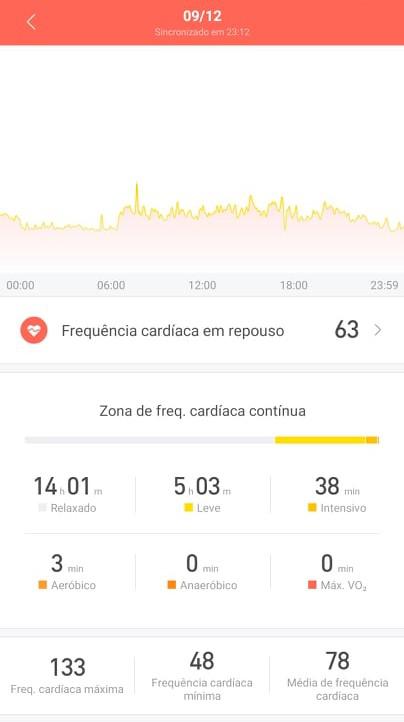 09/12
Sincronizado em 23:12
00:00 06:00 12:00 18:00 23:59
Frequência cardíaca em repouso 63
Zona de freq. cardíaca contínua
14 h 01 m 5 h 03 m 38 min
Relaxado Leve Intensivo
3 min 0 min 0 min
Aeróbico Anaeróbico Máx. VO₂
133 48 78
Freq. cardíaca máxima Frequência cardíaca mínima Média de frequência cardíaca